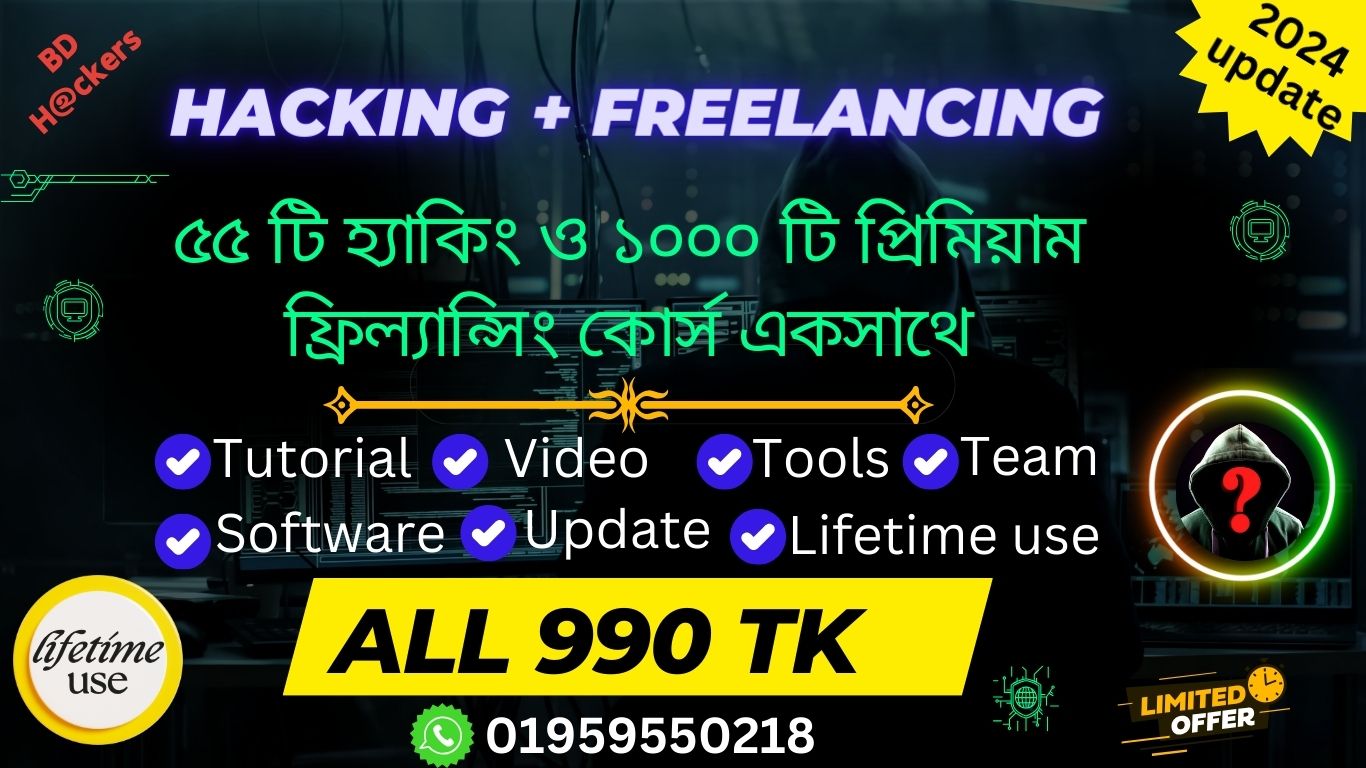 BD
H@ckers
2024
update
HACKING + FREELANCING
৫৫ টি হ্যাকিং ও ১০০০ টি প্রিমিয়াম
ফ্রিল্যান্সিং কোর্স একসাথে
Tutorial Video Tools Team
Software Update Lifetime use
?
lifetime
use
ALL 990 TK
LIMITED
OFFER
01959550218